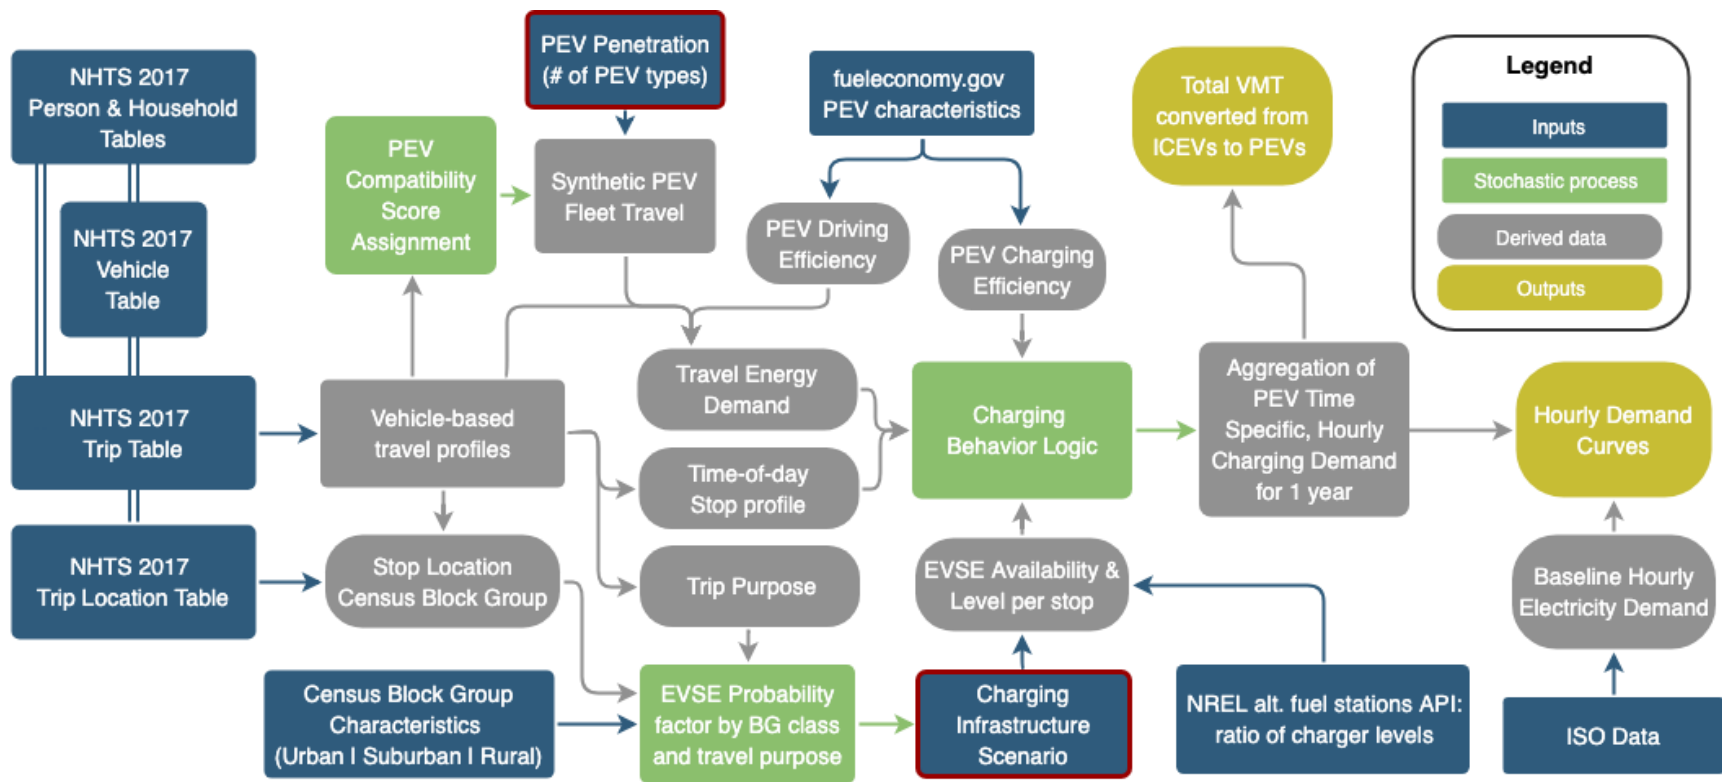 NHTS 2017
Person & Household
Tables
NHTS 2017
Vehicle
Table
NHTS 2017
Trip Table
NHTS 2017
Trip Location Table
PEV Penetration
(# of PEV types)
PEV
Compatibility
Score
Assignment
Synthetic PEV
Fleet Travel
fueleconomy.gov
PEV characteristics
PEV Driving
Efficiency
PEV Charging
Efficiency
Total VMT
converted from
ICEVs to PEVs
Legend
Inputs
Stochastic process
Derived data
Outputs
Vehicle-based
travel profiles
Travel Energy
Demand
Time-of-day
Stop profile
Trip Purpose
Stop Location
Census Block Group
Charging
Behavior Logic
Aggregation of
PEV Time
Specific, Hourly
Charging Demand
for 1 year
Hourly Demand
Curves
EVSE Availability &
Level per stop
Baseline Hourly
Electricity Demand
Census Block Group
Characteristics
(Urban | Suburban | Rural)
EVSE Probability
factor by BG class
and travel purpose
Charging
Infrastructure
Scenario
NREL alt. fuel stations API:
ratio of charger levels
ISO Data